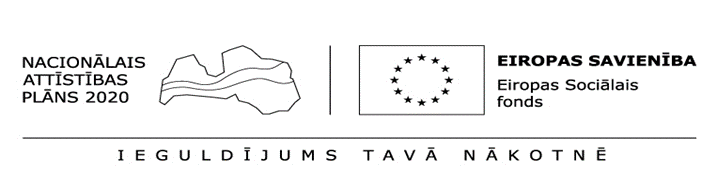 NACIONĀLAIS
ATTĪSTĪBAS
PLĀNS 2020
EIROPAS SAVIENĪBA
Eiropas Sociālais
fonds
IEGULDĪJUMS TAVĀ NĀKOTNĒ